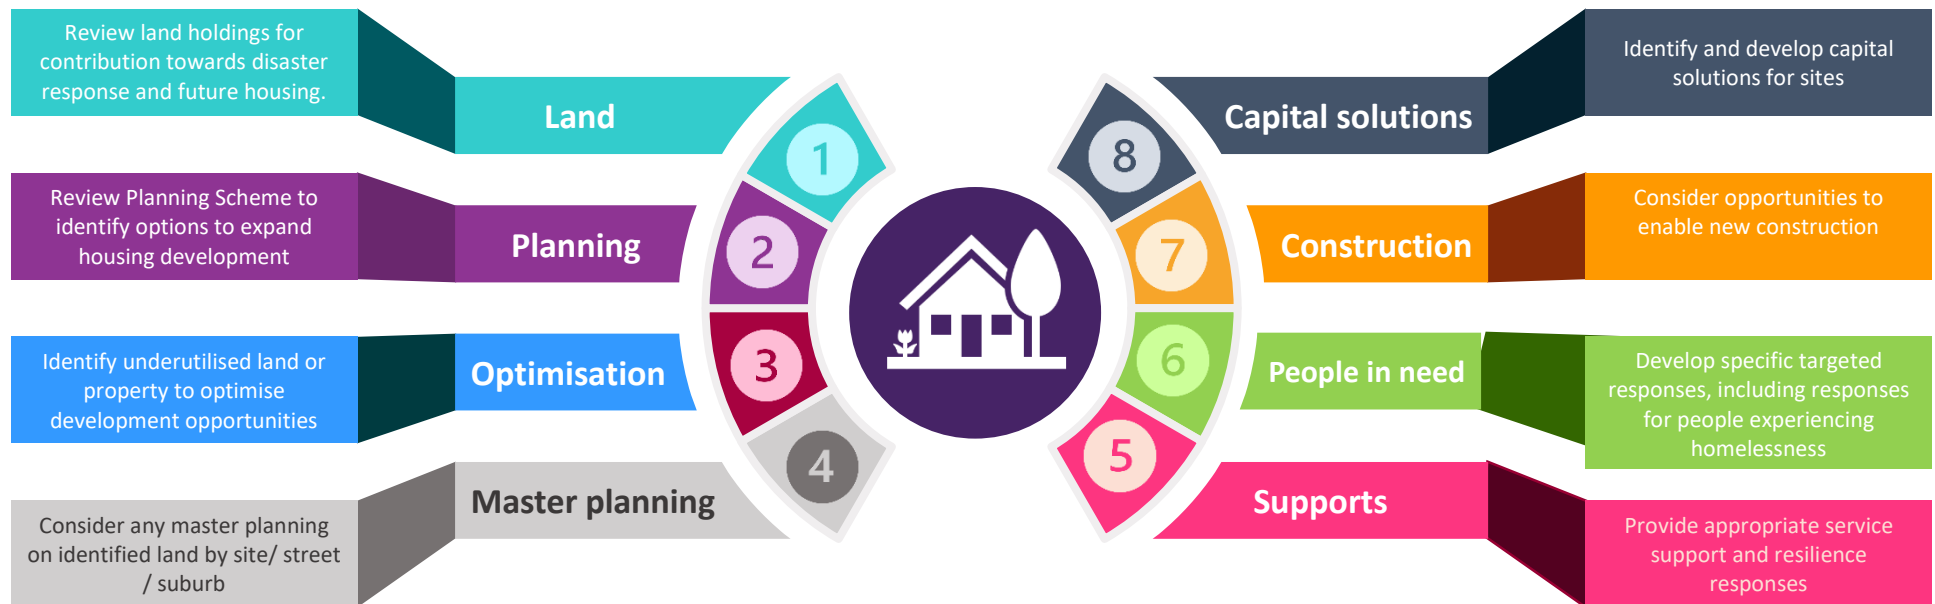 Review land holdings for
contribution towards disaster
response and future housing.
Land
1
Review Planning Scheme to
identify options to expand
housing development
Planning
2
Identify underutilised land or
property to optimise
development opportunities
Optimisation
3
Consider any master planning
on identified land by site/ street
/ suburb
Master planning
4
8
Capital solutions
Identify and develop capital
solutions for sites
7
Construction
Consider opportunities to
enable new construction
6
People in need
Develop specific targeted
responses, including responses
for people experiencing
homelessness
5
Supports
Provide appropriate service
support and resilience
responses